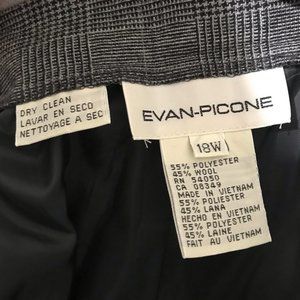 DRY CLEAN
LAVAR EN SECO
NETTOYAGE A SEC
EVAN-PICONE
18W
55% POLYESTER
45% WOOL
RN 54050
CA 08349
MADE IN VIETNAM
55% POLIESTER
45% LANA
HECHO EN VIETNAM
55% POLYESTER
45% LAINE
FAIT AU VIETNAM